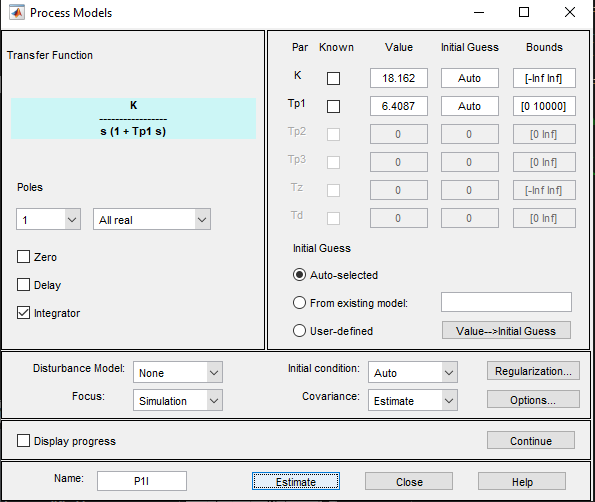 Process Models
Transfer Function
K
-----------------
s (1 + Tp1 s)
Poles
1 All real
Zero
Delay
Integrator
Par Known Value Initial Guess Bounds
K 18.162 Auto [-Inf Inf]
Tp1 6.4087 Auto [0 10000]
Tp2 0 0 [0 Inf]
Tp3 0 0 [0 Inf]
Tz 0 0 [-Inf Inf]
Td 0 0 [0 Inf]
Initial Guess
Auto-selected
From existing model:
User-defined Value-->Initial Guess
Disturbance Model: None Initial condition: Auto Regularization...
Focus: Simulation Covariance: Estimate Options...
Display progress Continue
Name: P1I Estimate Close Help